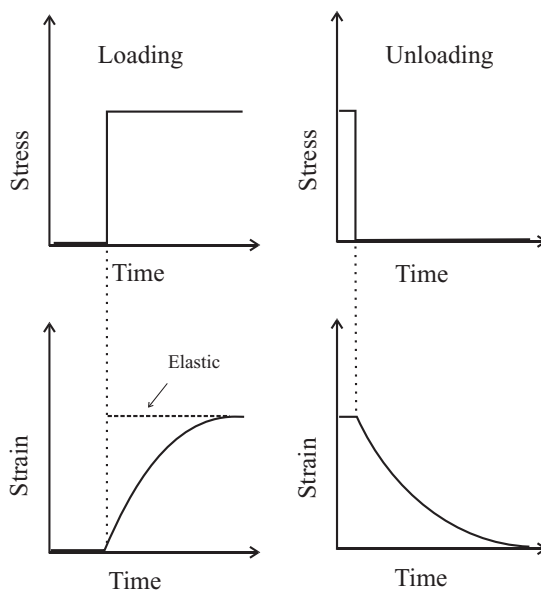 Loading
Unloading
Stress
Stress
Time
Time
Elastic
Strain
Strain
Time
Time